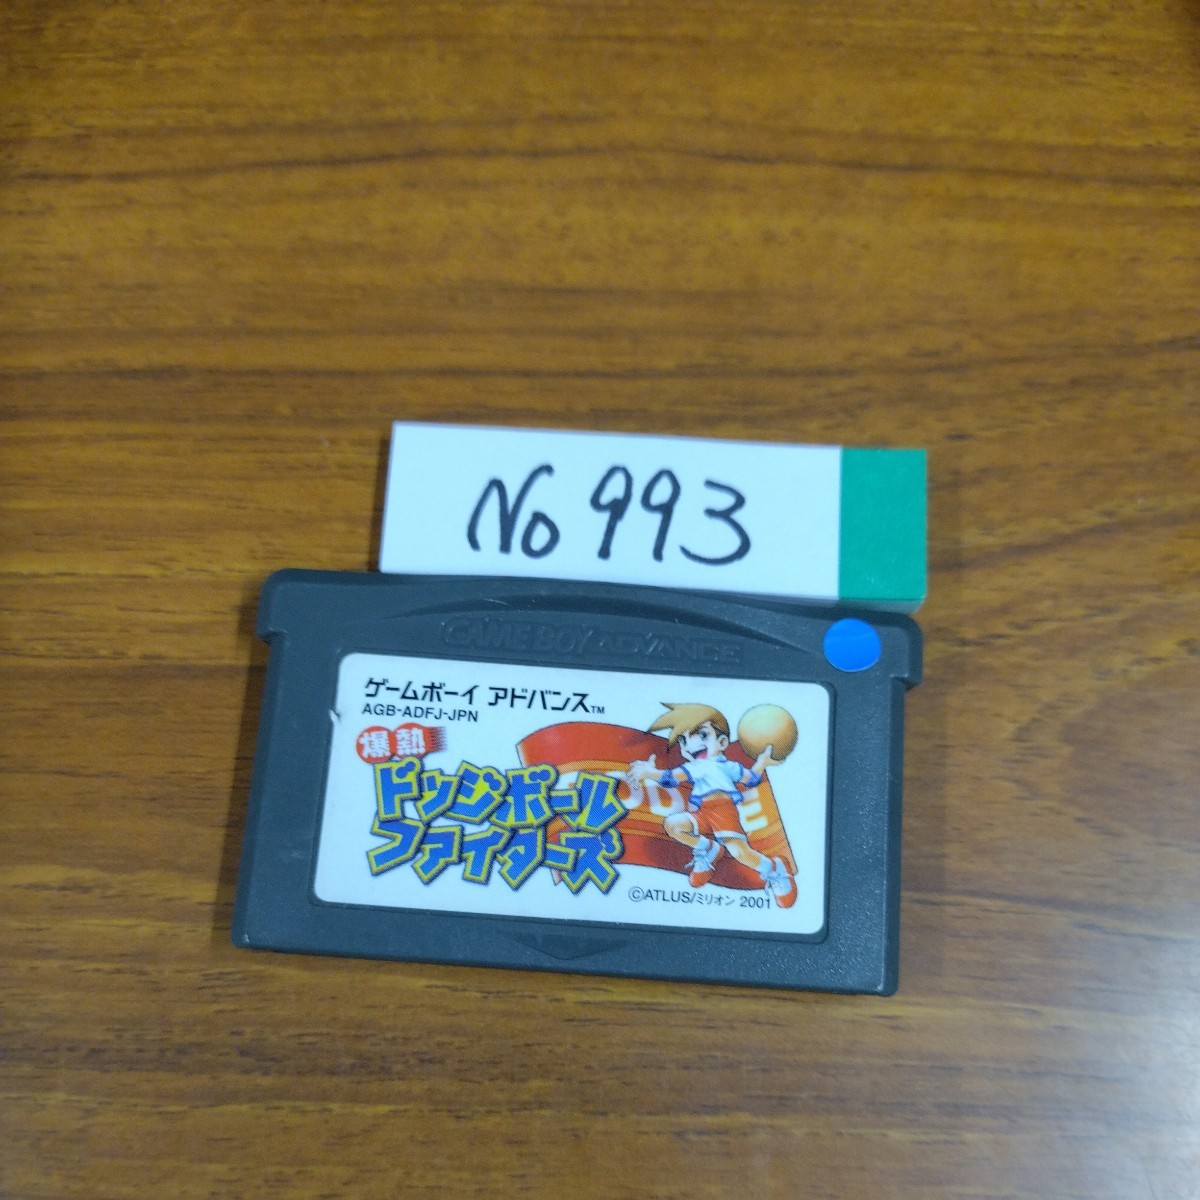 No 993
GAME BOY ADVANCE
ゲームボーイ アドバンス™
AGB-ADFJ-JPN
爆熱
ドッジボール
ファイターズ
©ATLUS/ミリオン 2001